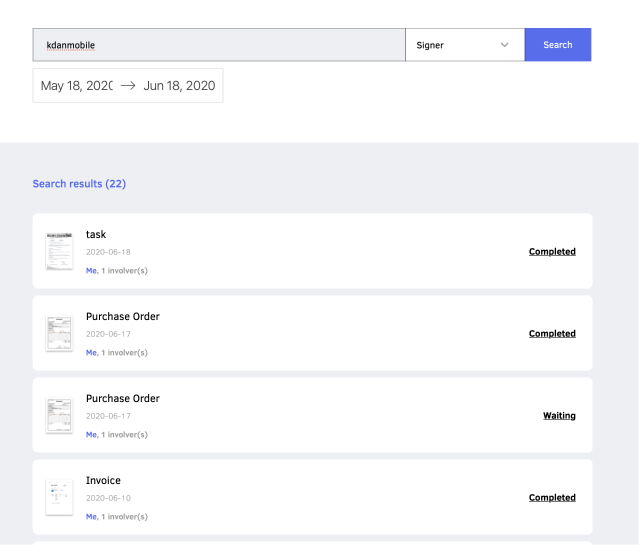 kdanmobile
Signer
Search
May 18, 202
Jun 18, 2020
Search results (22)
task
2020-06-18
Me, 1 involver(s)
Completed
Purchase Order
2020-06-17
Me, 1 involver(s)
Completed
Purchase Order
2020-06-17
Me, 1 involver(s)
Waiting
Invoice
2020-06-10
Me, 1 involver(s)
Completed